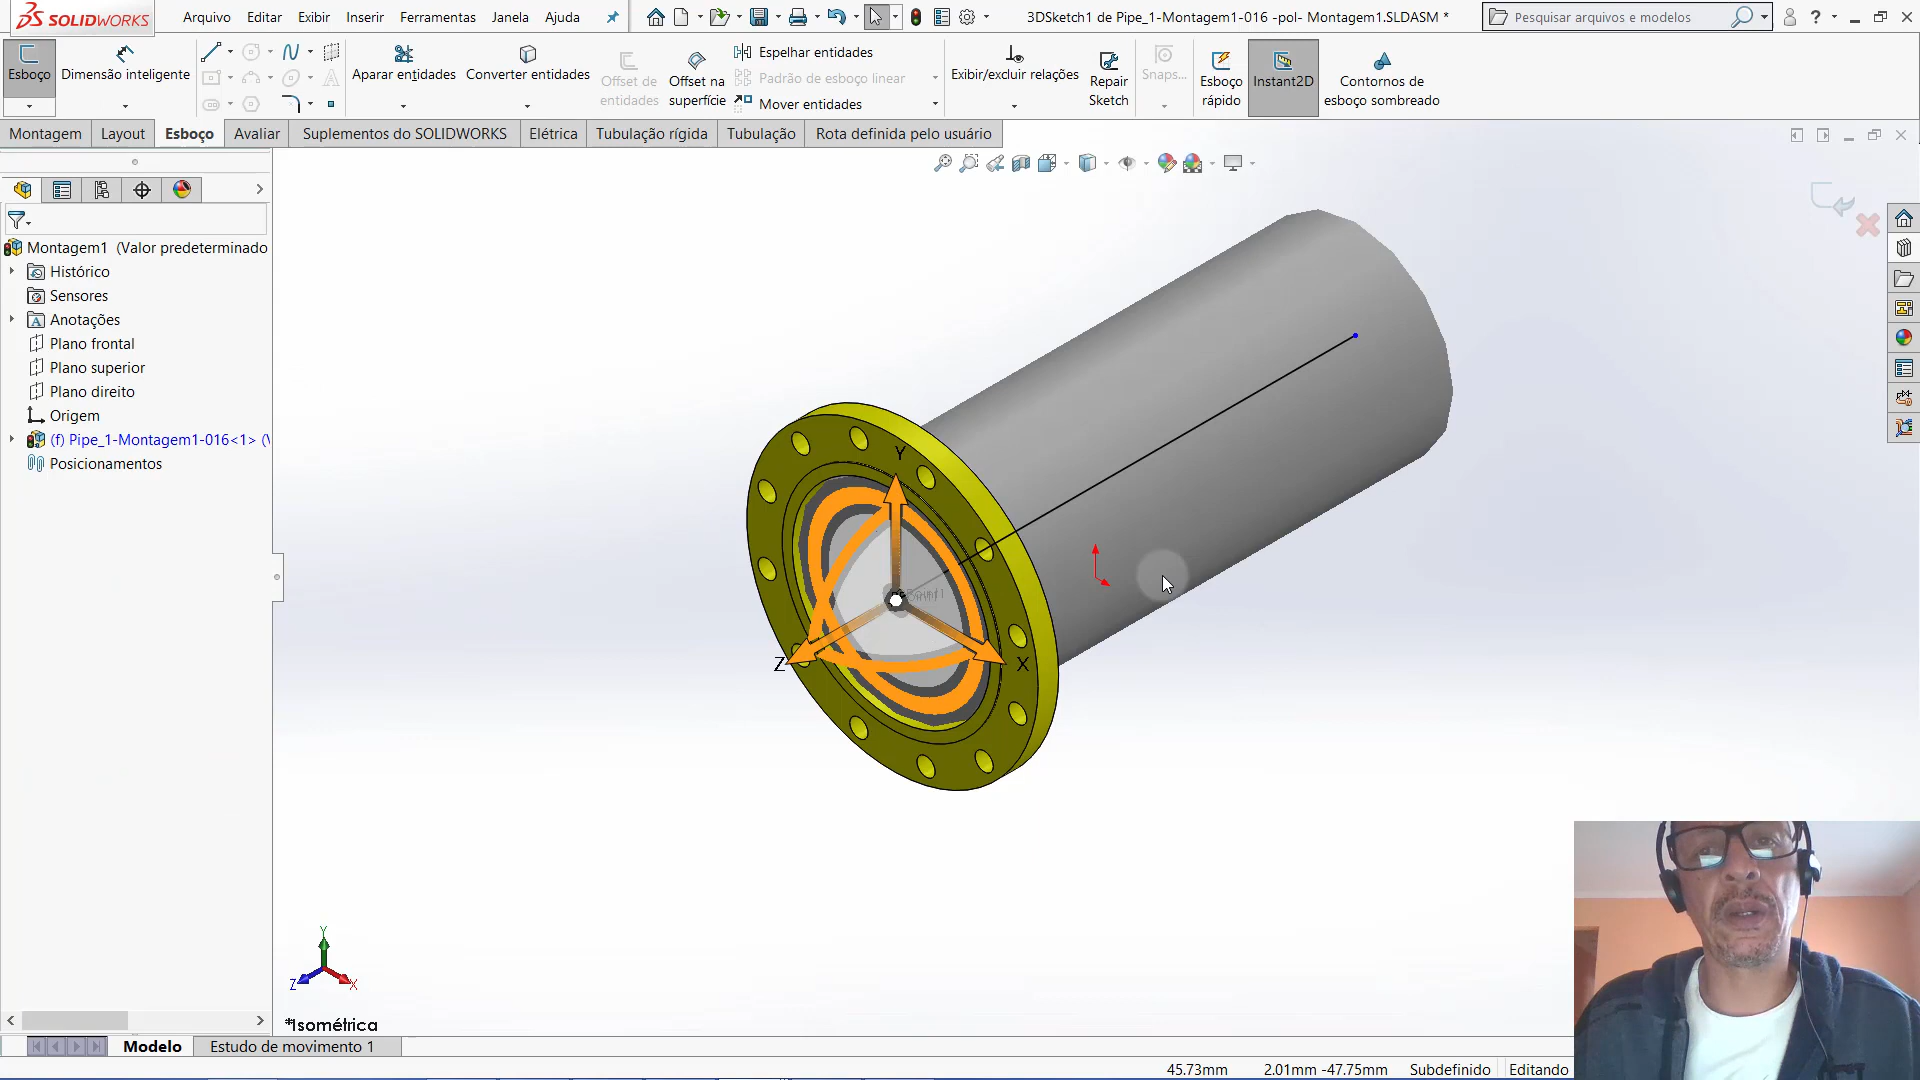 SOLIDWORKS
Arquivo Editar Exibir Inserir Ferramentas Janela Ajuda
3DSketch1 de Pipe_1-Montagem1-016 -pol- Montagem1.SLDASM *
Pesquisar arquivos e modelos
Esboço
Dimensão inteligente
Aparar entidades
Converter entidades
Offset de entidades
Offset na superfície
Espelhar entidades
Padrão de esboço linear
Mover entidades
Exibir/excluir relações
Repair Sketch
Snaps...
Esboço rápido
Instant2D
Contornos de esboço sombreado
Montagem Layout Esboço Avaliar Suplementos do SOLIDWORKS Elétrica Tubulação rígida Tubulação Rota definida pelo usuário
Montagem1 (Valor predeterminado
Histórico
Sensores
Anotações
Plano frontal
Plano superior
Plano direito
Origem
(f) Pipe_1-Montagem1-016<1> (V
Posicionamentos
Y
Z
X
Y
Z
X
*Isométrica
Modelo Estudo de movimento 1
45.73mm 2.01mm -47.75mm Subdefinido Editando